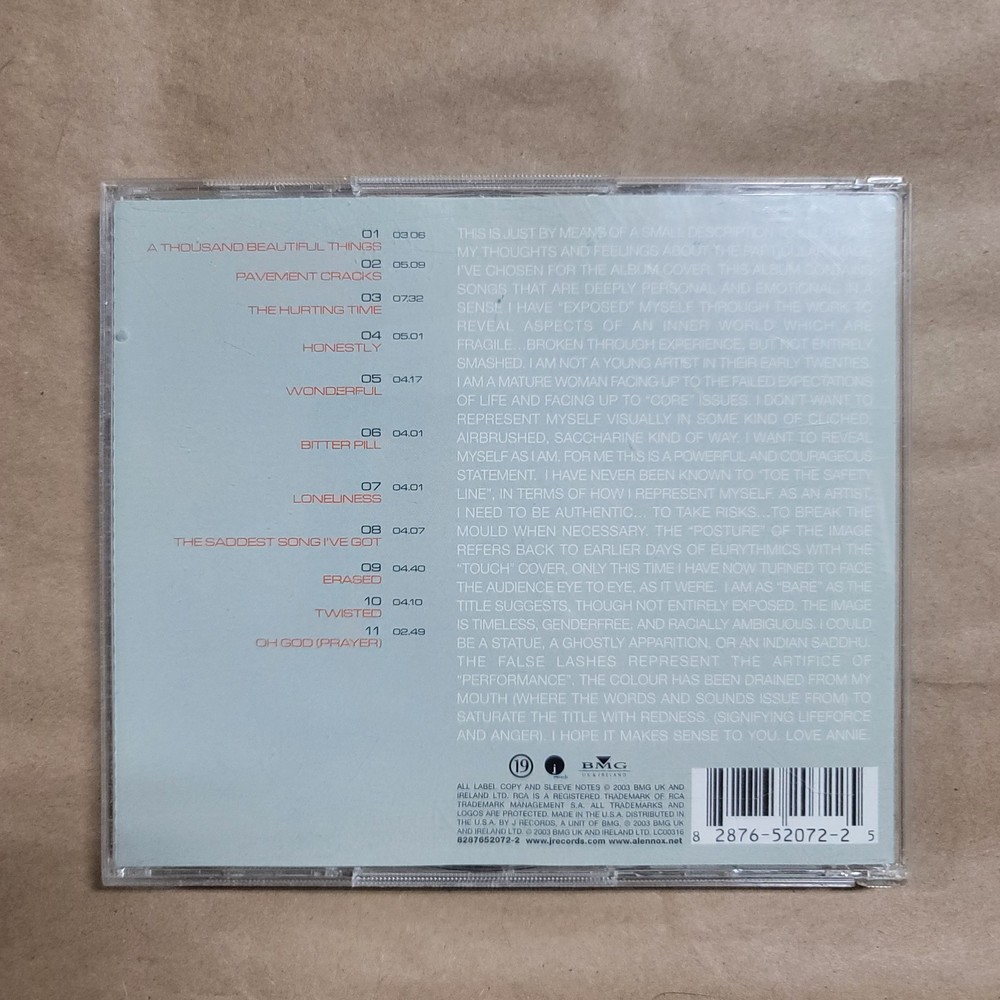 01 03.06
A THOUSAND BEAUTIFUL THINGS
02 05.09
PAVEMENT CRACKS
03 07.32
THE HURTING TIME
04 05.01
HONESTLY
05 04.17
WONDERFUL
06 04.01
BITTER PILL
07 04.01
LONELINESS
08 04.07
THE SADDEST SONG I'VE GOT
09 04.40
ERASED
10 04.10
TWISTED
11 02.49
OH GOD (PRAYER)
THIS IS JUST BY MEANS OF A SMALL DESCRIPTION
MY THOUGHTS AND FEELINGS ABOUT THE
I'VE CHOSEN FOR THE ALBUM COVER. THIS ALBUM
SONGS THAT ARE DEEPLY PERSONAL AND EMOTIONAL. IN A
SENSE I HAVE "EXPOSED" MYSELF THROUGH THE WORK TO
REVEAL ASPECTS OF AN INNER WORLD WHICH ARE
FRAGILE... BROKEN THROUGH EXPERIENCE, BUT NOT ENTIRELY
SMASHED. I AM NOT A YOUNG ARTIST IN THEIR EARLY TWENTIES.
I AM A MATURE WOMAN FACING UP TO THE FAILED EXPECTATIONS
OF LIFE AND FACING UP TO "CORE" ISSUES. I DON'T WANT TO
REPRESENT MYSELF VISUALLY IN SOME KIND OF CLICHED,
AIRBRUSHED, SACCHARINE KIND OF WAY. I WANT TO REVEAL
MYSELF AS I AM. FOR ME THIS IS A POWERFUL AND COURAGEOUS
STATEMENT. I HAVE NEVER BEEN KNOWN TO "TOE THE SAFETY
LINE", IN TERMS OF HOW I REPRESENT MYSELF AS AN ARTIST.
I NEED TO BE AUTHENTIC... TO TAKE RISKS...TO BREAK THE
MOULD WHEN NECESSARY. THE "POSTURE" OF THE IMAGE
REFERS BACK TO EARLIER DAYS OF EURYTHMICS WITH THE
"TOUCH" COVER, ONLY THIS TIME I HAVE NOW TURNED TO FACE
THE AUDIENCE EYE TO EYE, AS IT WERE. I AM AS "BARE" AS THE
TITLE SUGGESTS, THOUGH NOT ENTIRELY EXPOSED. THE IMAGE
IS TIMELESS, GENDERFREE, AND RACIALLY AMBIGUOUS. I COULD
BE A STATUE, A GHOSTLY APPARITION, OR AN INDIAN SADDHU.
THE FALSE LASHES REPRESENT THE ARTIFICE OF
"PERFORMANCE". THE COLOUR HAS BEEN DRAINED FROM MY
MOUTH (WHERE THE WORDS AND SOUNDS ISSUE FROM) TO
SATURATE THE TITLE WITH REDNESS. (SIGNIFYING LIFEFORCE
AND ANGER). I HOPE IT MAKES SENSE TO YOU. LOVE ANNIE.
19
BMG
UK & IRELAND
ALL LABEL COPY AND SLEEVE NOTES © 2003 BMG UK AND
IRELAND LTD. RCA IS A REGISTERED TRADEMARK OF RCA
TRADEMARK MANAGEMENT S.A. ALL TRADEMARKS AND
LOGOS ARE PROTECTED. MADE IN THE U.S.A. DISTRIBUTED IN
THE U.S.A. BY J RECORDS, A UNIT OF BMG. ℗ 2003 BMG UK
AND IRELAND LTD. © 2003 BMG UK AND IRELAND LTD. LC00316
8287652072-2 www.jrecords.com www.alennox.net
8 28765-2072-2 5